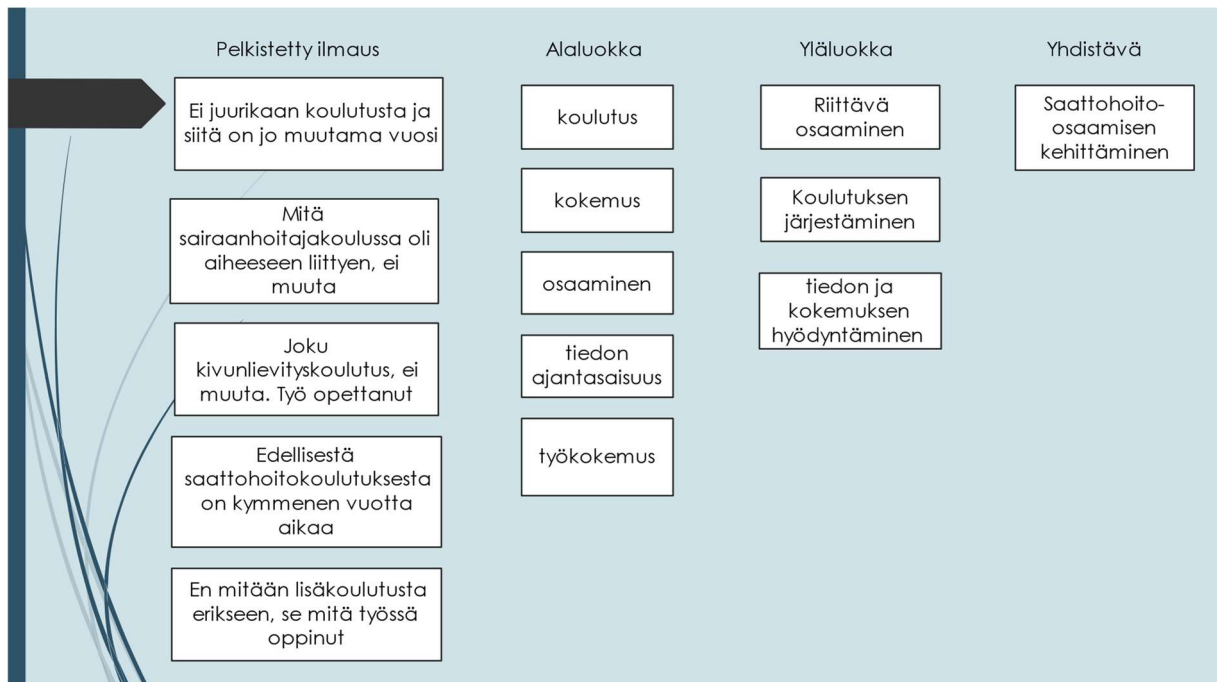 Pelkistetty ilmaus
Ei juurikaan koulutusta ja
siitä on jo muutama vuosi
Mitä
sairaanhoitajakoulussa oli
aiheeseen liittyen, ei
muuta
Joku
kivunlievityskoulutus, ei
muuta. Työ opettanut
Edellisestä
saattohoitokoulutuksesta
on kymmenen vuotta
aikaa
En mitään lisäkoulutusta
erikseen, se mitä työssä
oppinut
Alaluokka
koulutus
kokemus
osaaminen
tiedon
ajantasaisuus
työkokemus
Yläluokka
Riittävä
osaaminen
Koulutuksen
järjestäminen
tiedon ja
kokemuksen
hyödyntäminen
Yhdistävä
Saattohoito-
osaamisen
kehittäminen